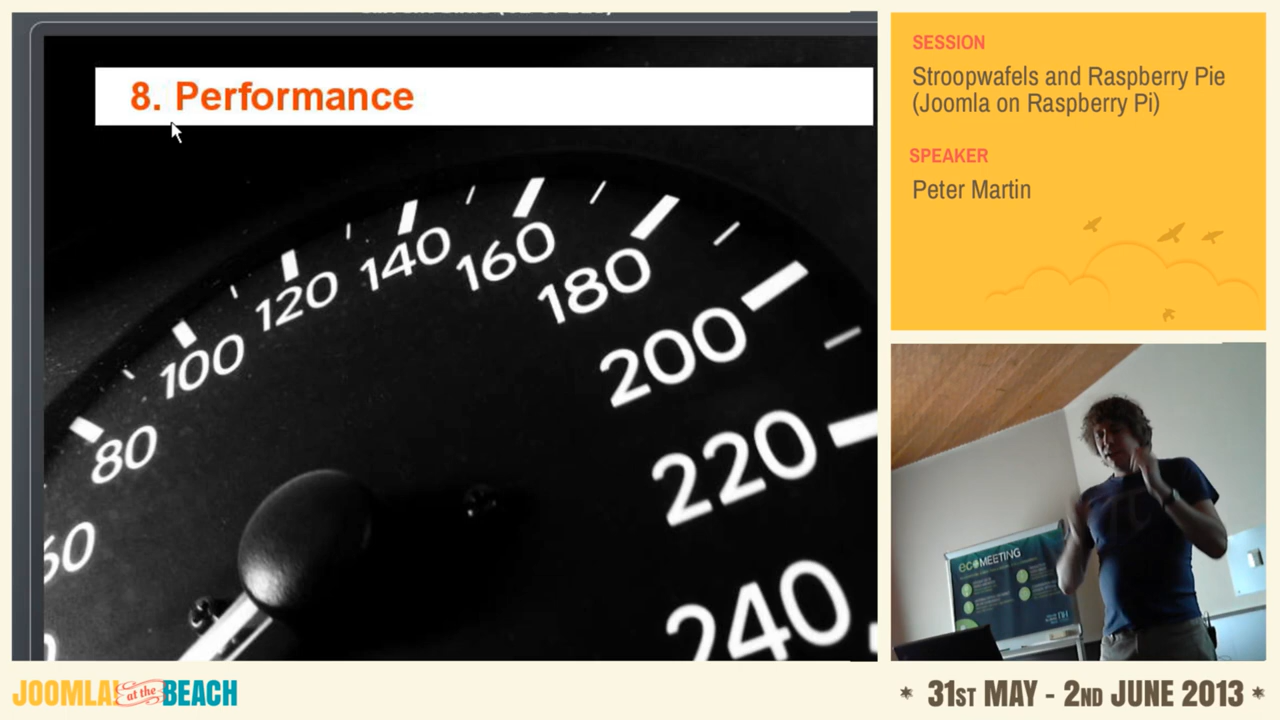 8. Performance
80
100
120
140
160
180
200
220
240
SESSION
Stroopwafels and Raspberry Pie
(Joomla on Raspberry Pi)
SPEAKER
Peter Martin
ecoMEETING
JOOMLA! at the BEACH
* 31ST MAY - 2ND JUNE 2013 *